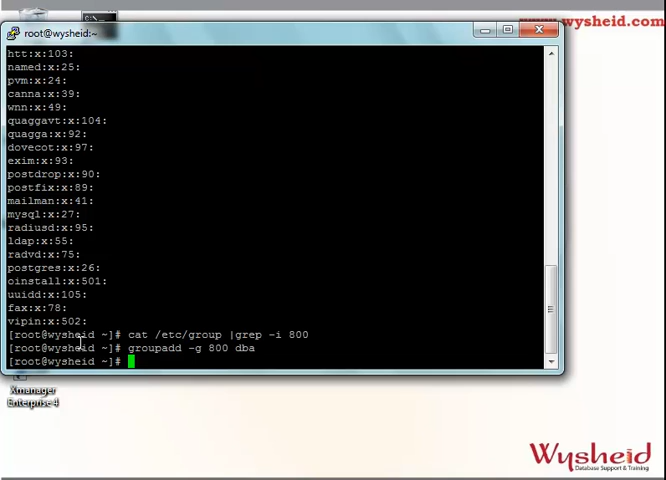 www.wysheid.com
root@wysheid:~
htt:x:103:
named:x:25:
pvm:x:24:
canna:x:39:
wnn:x:49:
quaggavt:x:104:
quagga:x:92:
dovecot:x:97:
exim:x:93:
postdrop:x:90:
postfix:x:89:
mailman:x:41:
mysql:x:27:
radiusd:x:95:
ldap:x:55:
radvd:x:75:
postgres:x:26:
oinstall:x:501:
uuidd:x:105:
fax:x:78:
vipin:x:502:
[root@wysheid ~]# cat /etc/group |grep -i 800
[root@wysheid ~]# groupadd -g 800 dba
[root@wysheid ~]#
Xmanager
Enterprise 4
Wysheid
Database Support & Training